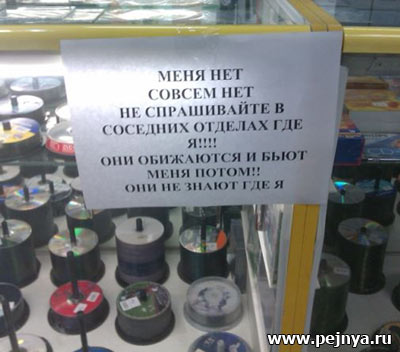 МЕНЯ НЕТ
СОВСЕМ НЕТ
НЕ СПРАШИВАЙТЕ В
СОСЕДНИХ ОТДЕЛАХ ГДЕ
Я!!!!
ОНИ ОБИЖАЮТСЯ И БЬЮТ
МЕНЯ ПОТОМ!!
ОНИ НЕ ЗНАЮТ ГДЕ Я
www.pejnya.ru